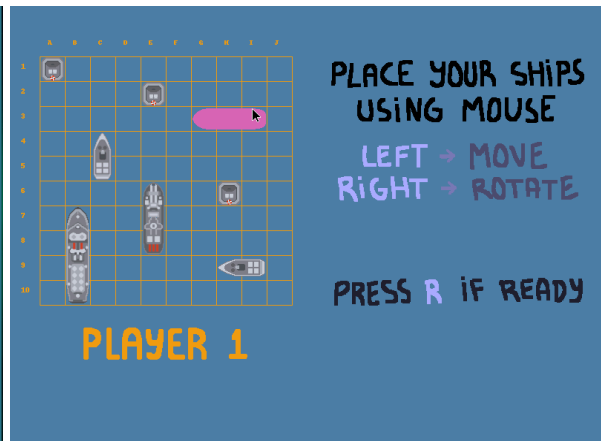 A B C D E F G H I J
1
2
3
4
5
6
7
8
9
10
PLACE YOUR SHIPS
USING MOUSE
LEFT → MOVE
RIGHT → ROTATE
PRESS R IF READY
PLAYER 1